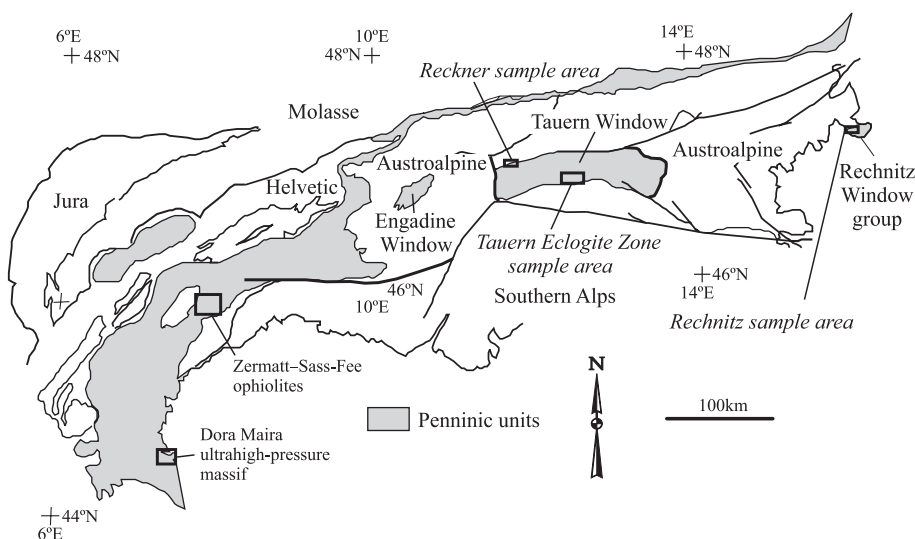 6ºE
48ºN
10ºE
48ºN
14ºE
48ºN
Reckner sample area
Molasse
Tauern Window
Austroalpine
Austroalpine
Helvetic
Jura
Rechnitz
Window
group
Engadine
Window
Tauern Eclogite Zone
sample area
46ºN
10ºE
46ºN
14ºE
Southern Alps
Rechnitz sample area
Zermatt–Sass-Fee
ophiolites
N
100km
Penninic units
Dora Maira
ultrahigh-pressure
massif
44ºN
6ºE